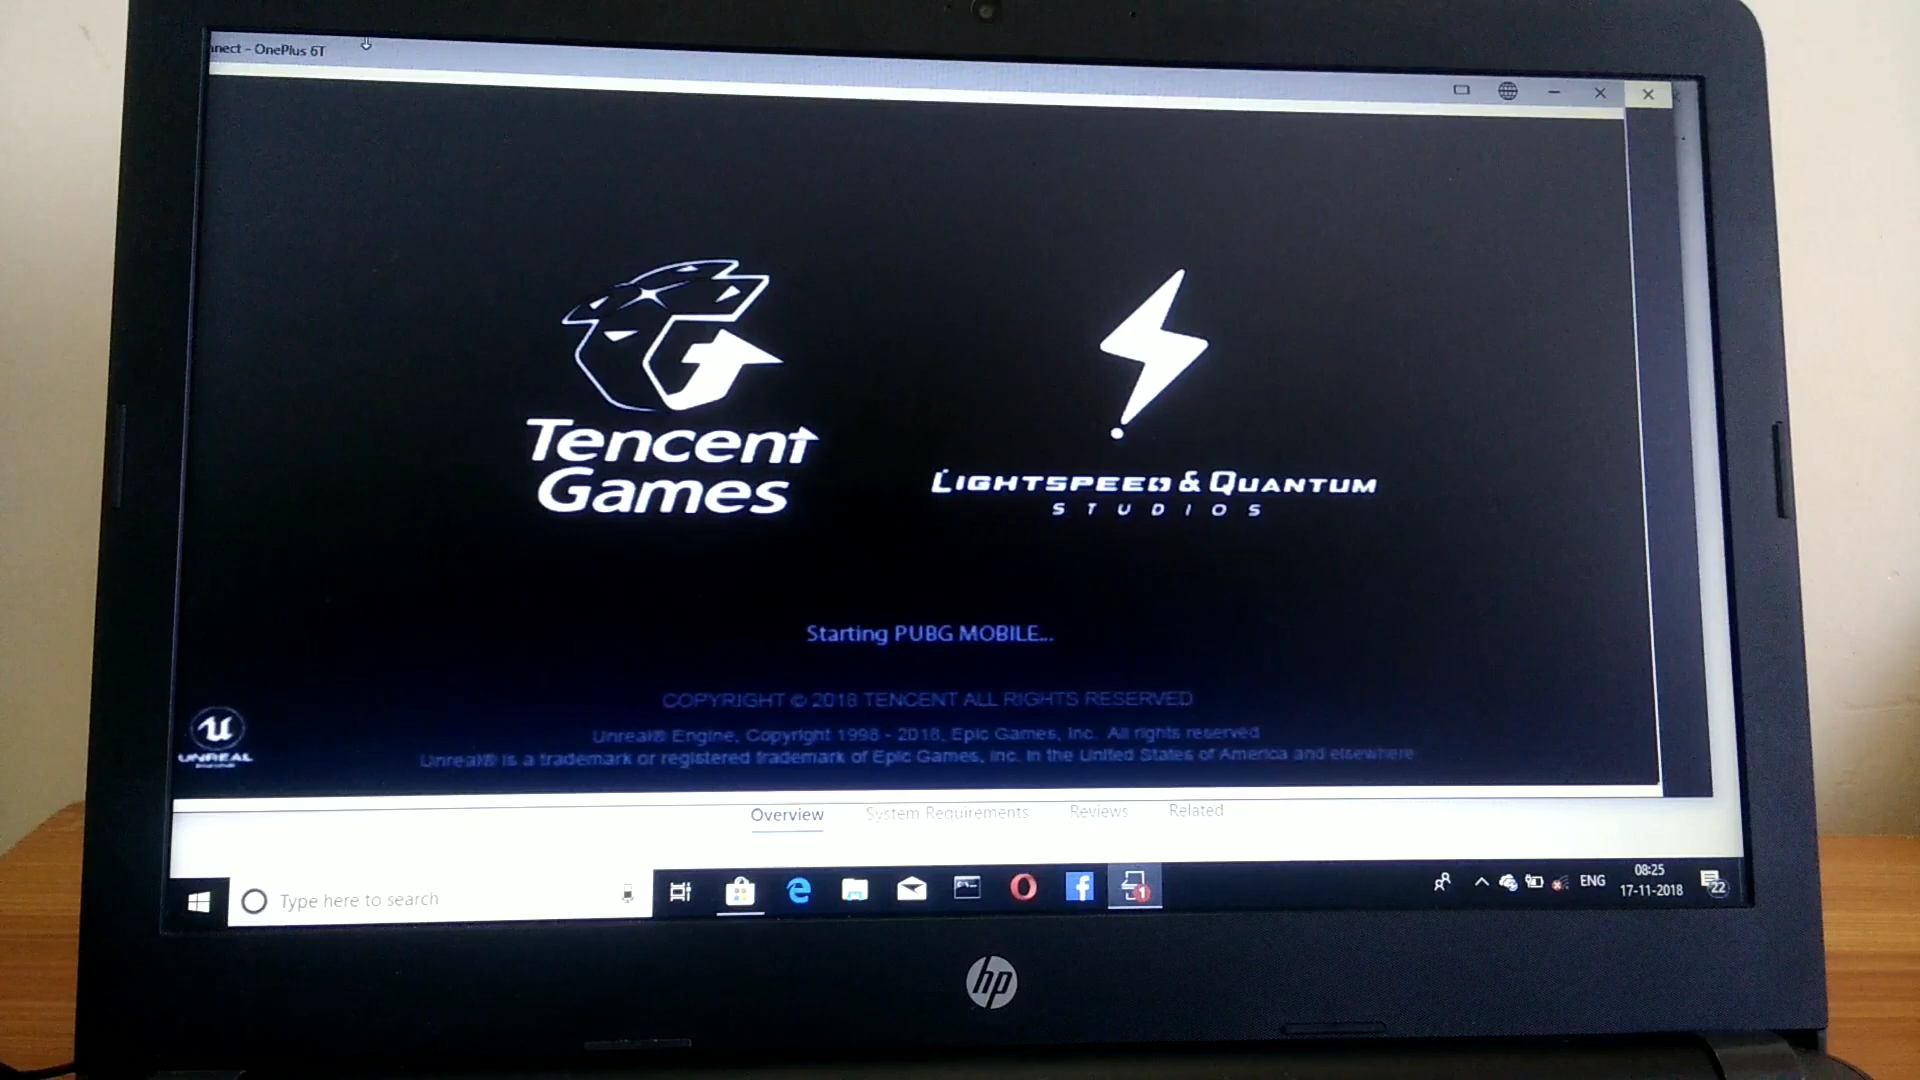 nnect - OnePlus 6T
Tencent
Games
LIGHTSPEED & QUANTUM
STUDIOS
Starting PUBG MOBILE...
COPYRIGHT © 2018 TENCENT ALL RIGHTS RESERVED
Unreal® Engine, Copyright 1998 - 2018, Epic Games, Inc. All rights reserved
Unreal® is a trademark or registered trademark of Epic Games, Inc. in the United States of America and elsewhere
UNREAL
Overview System Requirements Reviews Related
Type here to search
1
ENG
08:25
17-11-2018
22
hp